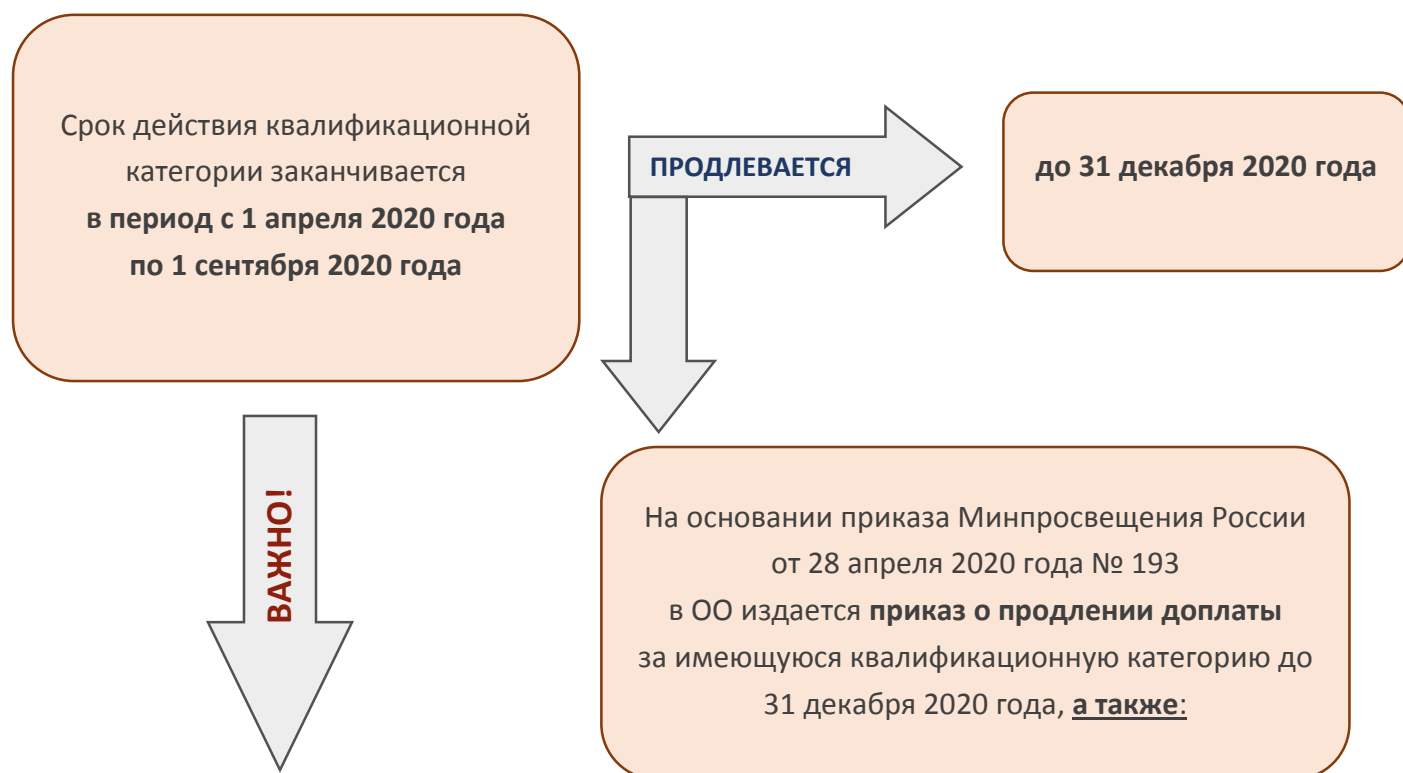 Срок действия квалификационной
категории заканчивается
в период с 1 апреля 2020 года
по 1 сентября 2020 года
ПРОДЛЕВАЕТСЯ
до 31 декабря 2020 года
ВАЖНО!
На основании приказа Минпросвещения России
от 28 апреля 2020 года № 193
в ОО издается приказ о продлении доплаты
за имеющуюся квалификационную категорию до
31 декабря 2020 года, а также: